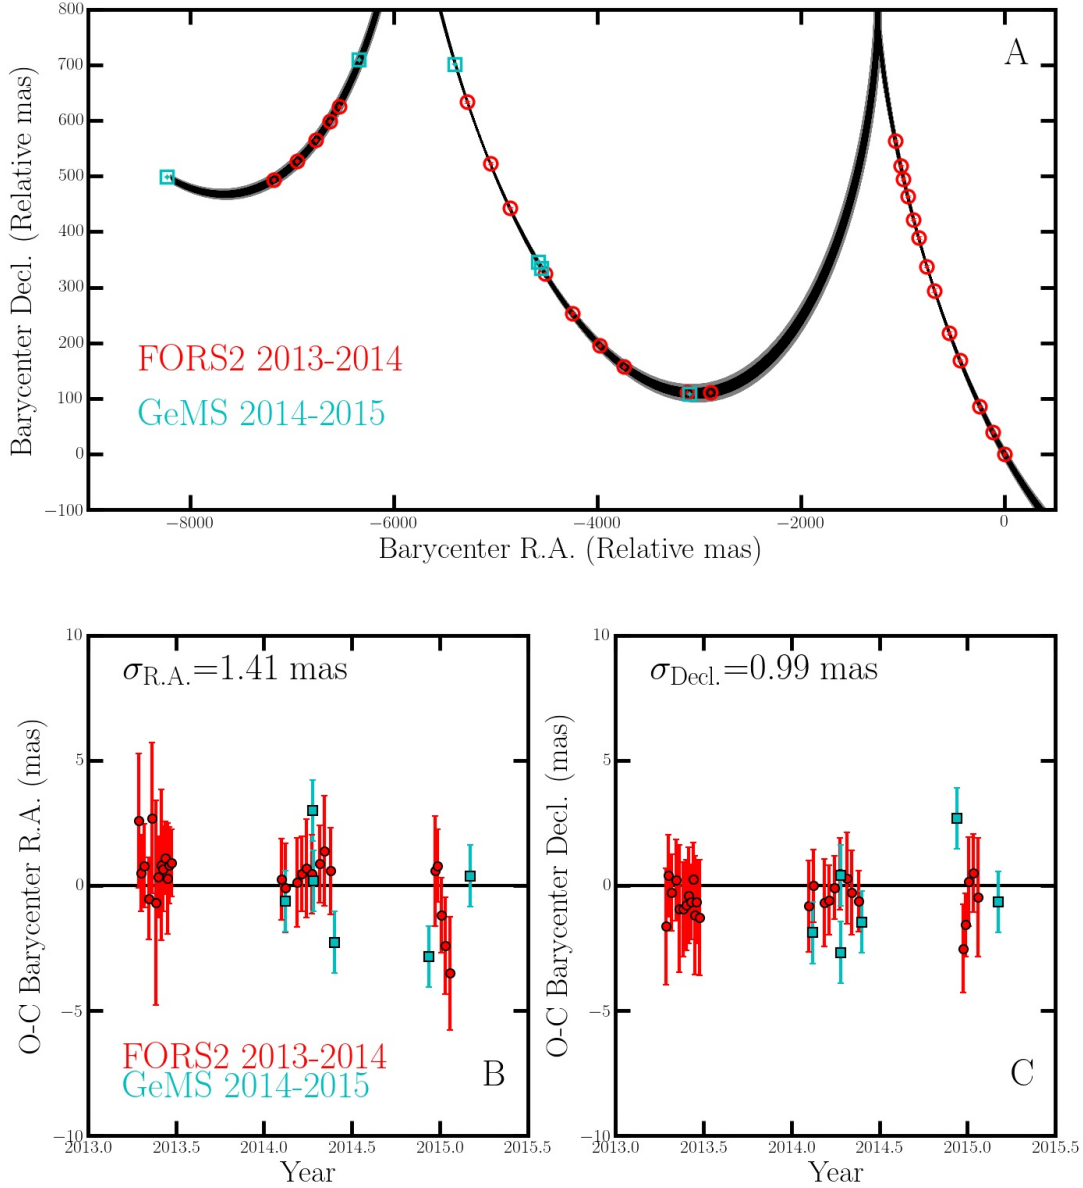 800
A
700
600
500
400
300
200
100
0
−100
Barycenter Decl. (Relative mas)
FORS2 2013-2014
GeMS 2014-2015
−8000 −6000 −4000 −2000 0
Barycenter R.A. (Relative mas)
10
5
0
−5
−10
O-C Barycenter R.A. (mas)
σR.A.=1.41 mas
FORS2 2013-2014
GeMS 2014-2015
B
2013.0 2013.5 2014.0 2014.5 2015.0 2015.5
Year
10
5
0
−5
−10
O-C Barycenter Decl. (mas)
σDecl.=0.99 mas
C
2013.0 2013.5 2014.0 2014.5 2015.0 2015.5
Year